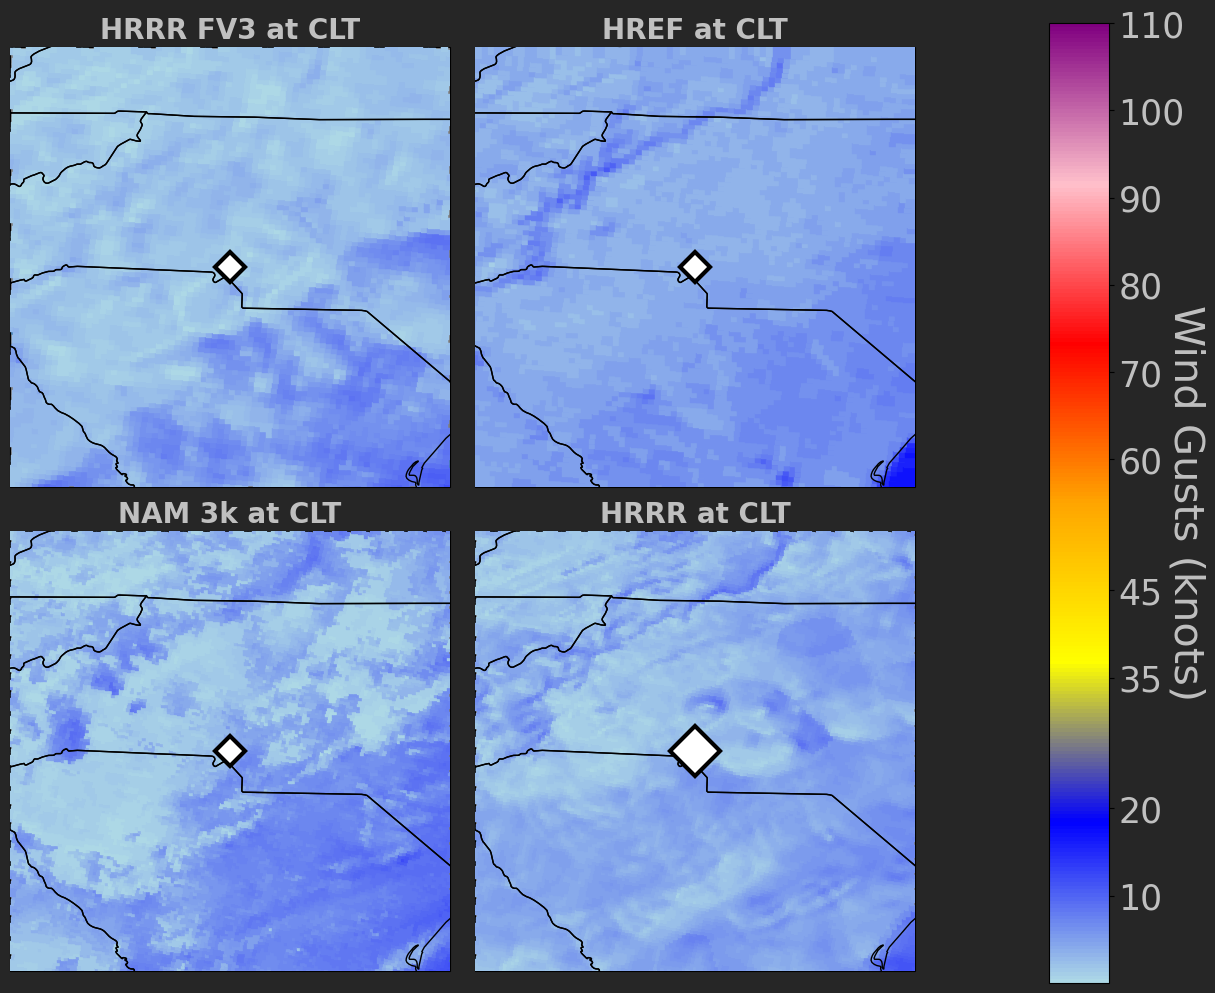 HRRR FV3 at CLT
HREF at CLT
NAM 3k at CLT
HRRR at CLT
110
100
90
80
70
60
45
35
20
10
Wind Gusts (knots)